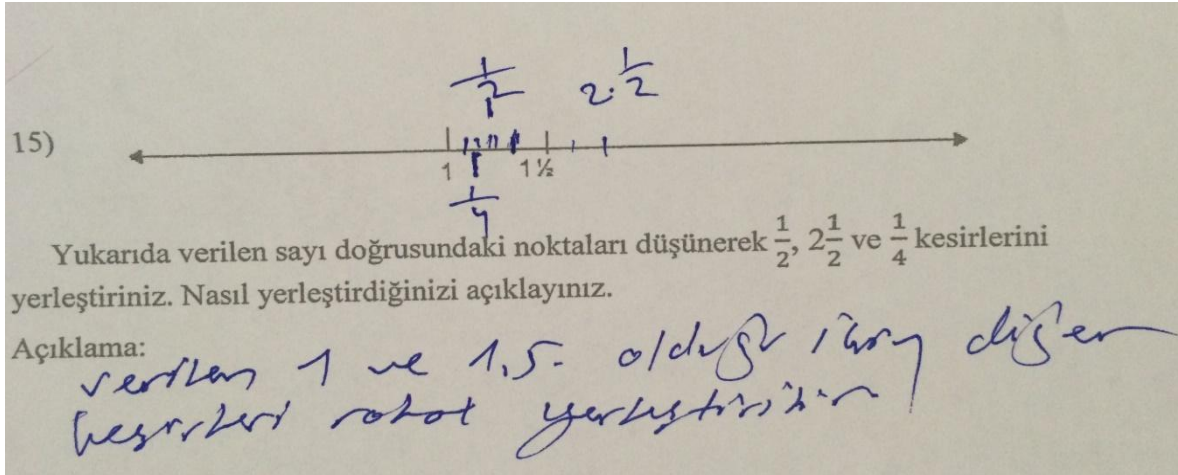 1/2 2.1/2
15)
1 1½
1/4
Yukarıda verilen sayı doğrusundaki noktaları düşünerek 1/2, 2 1/2 ve 1/4 kesirlerini
yerleştiriniz. Nasıl yerleştirdiğinizi açıklayınız.
Açıklama:
verilen 1 ve 1,5. olduğu için diğer
kesirleri rahat yerleştiririm